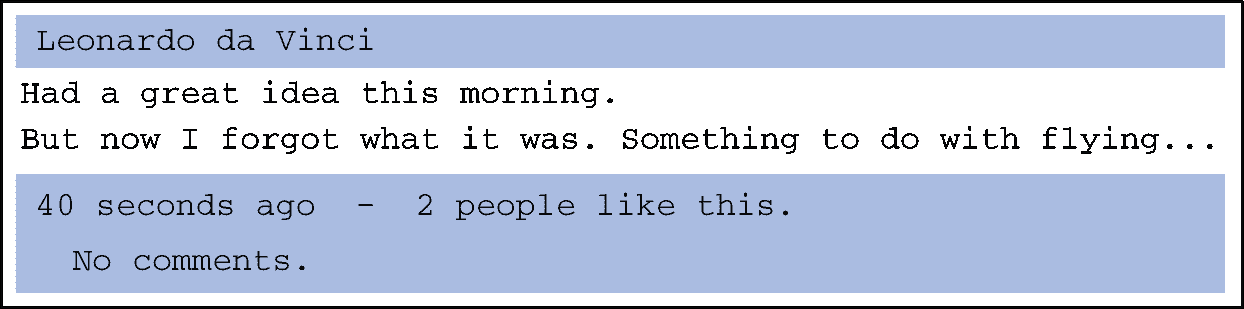 Leonardo da Vinci
Had a great idea this morning.
But now I forgot what it was. Something to do with flying...
40 seconds ago - 2 people like this.
No comments.